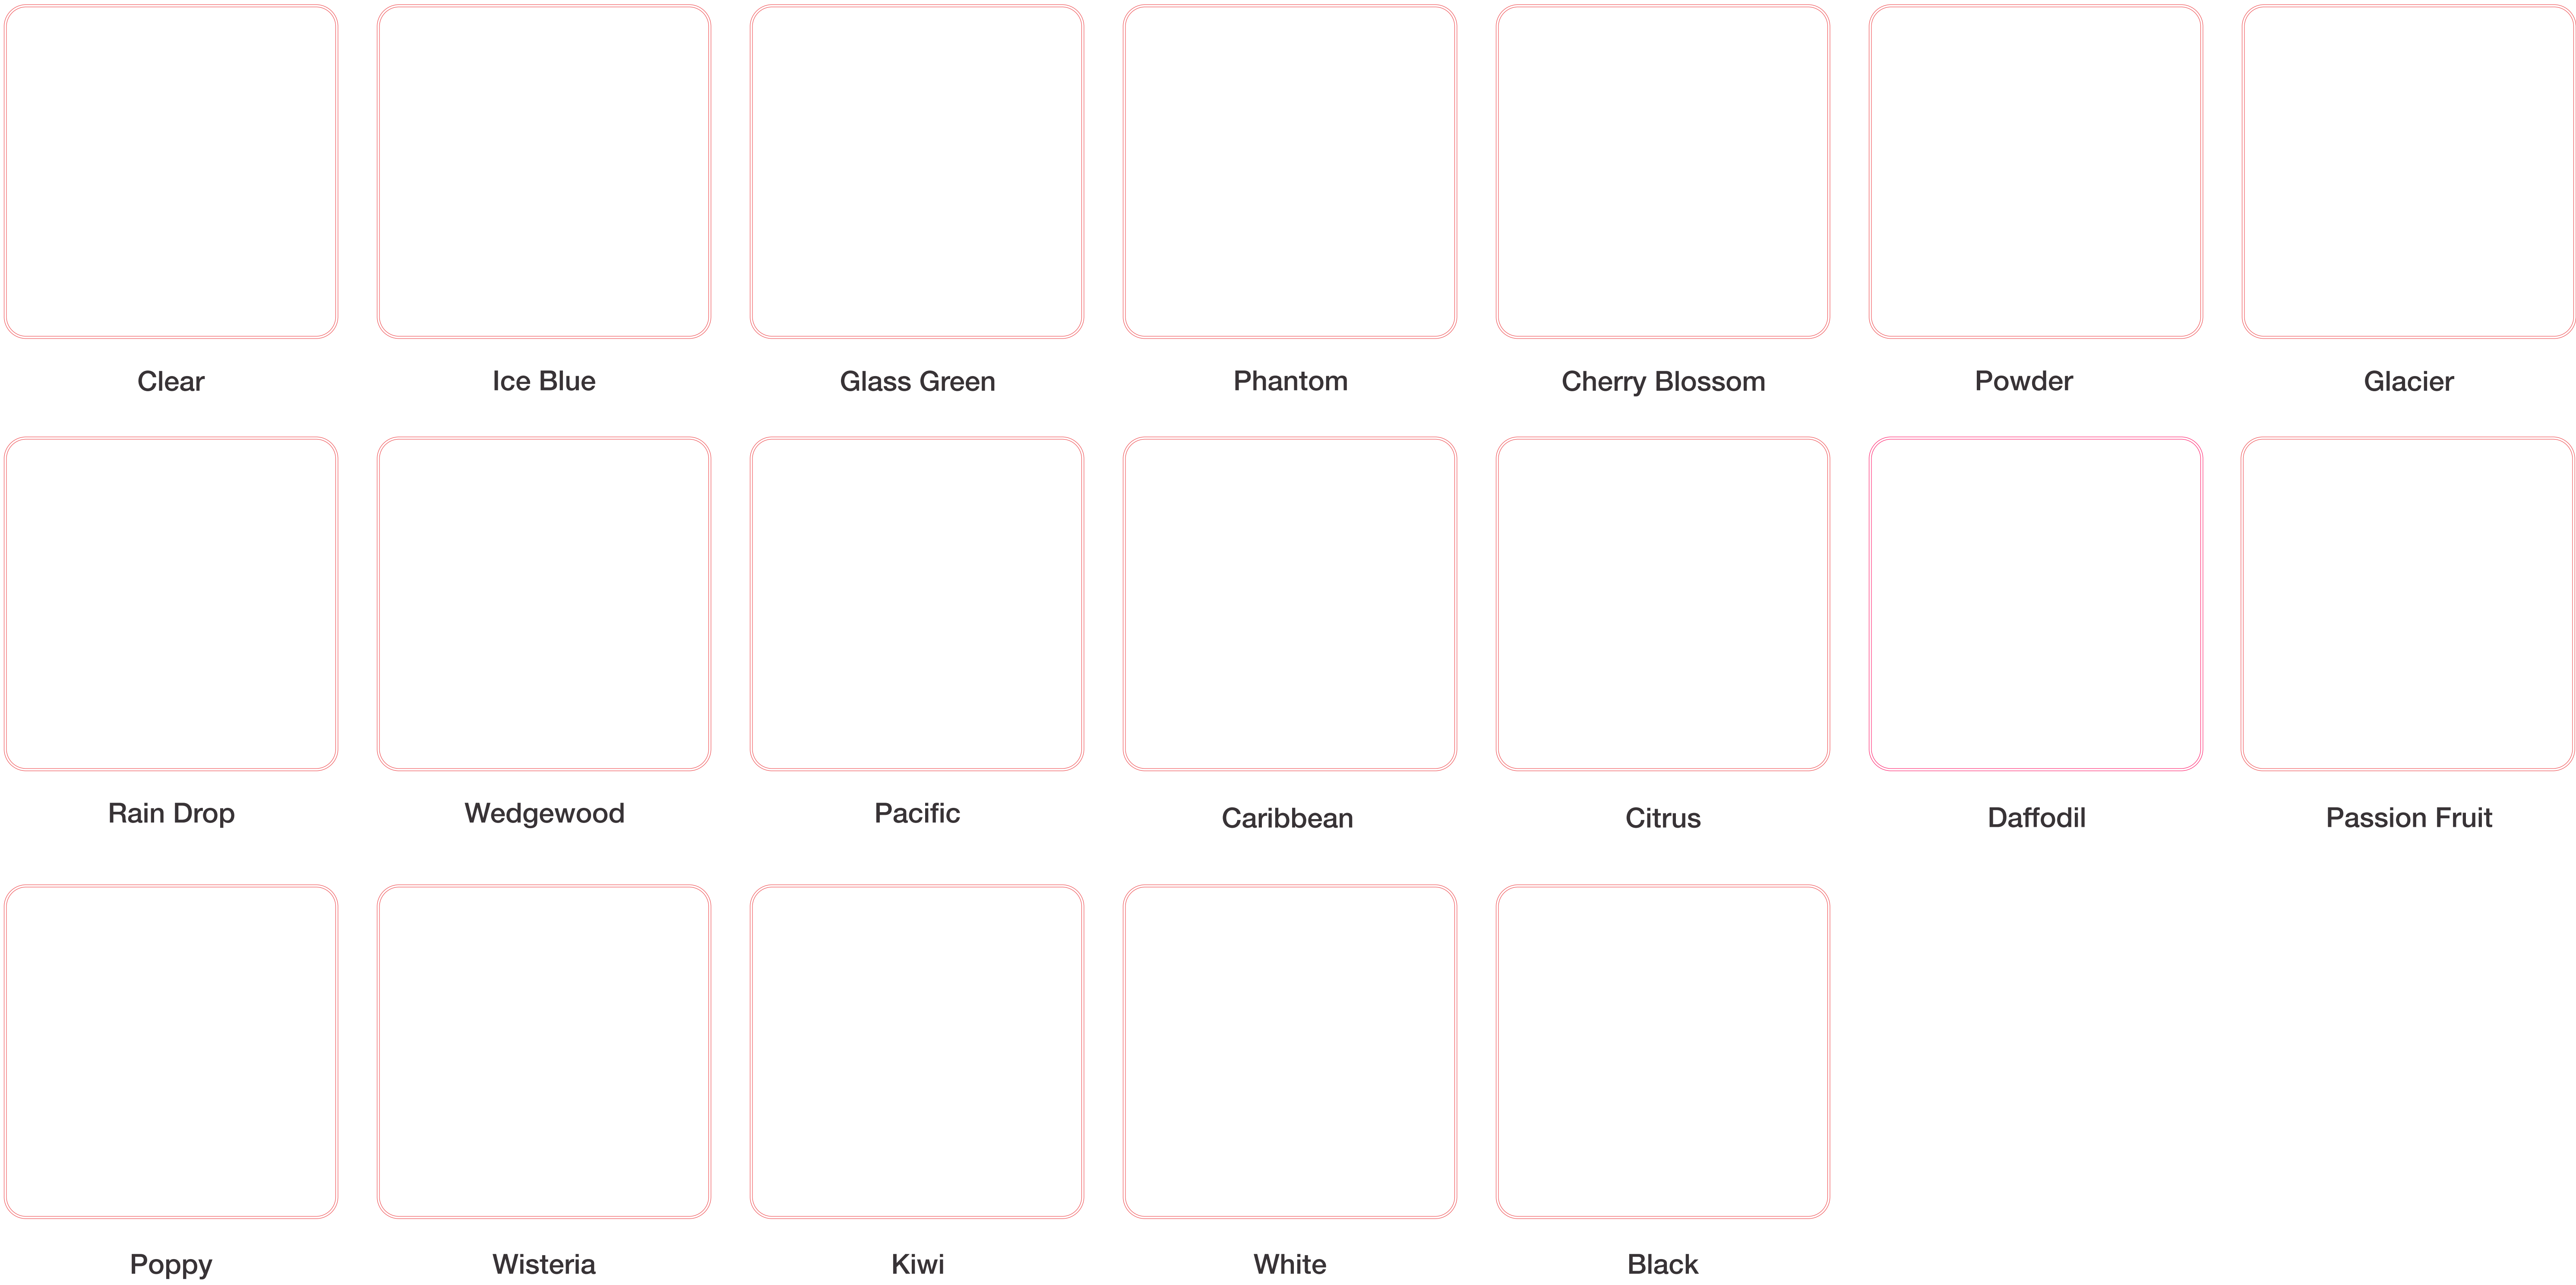 Clear
Ice Blue
Glass Green
Phantom
Cherry Blossom
Powder
Glacier
Rain Drop
Wedgewood
Pacific
Caribbean
Citrus
Daffodil
Passion Fruit
Poppy
Wisteria
Kiwi
White
Black